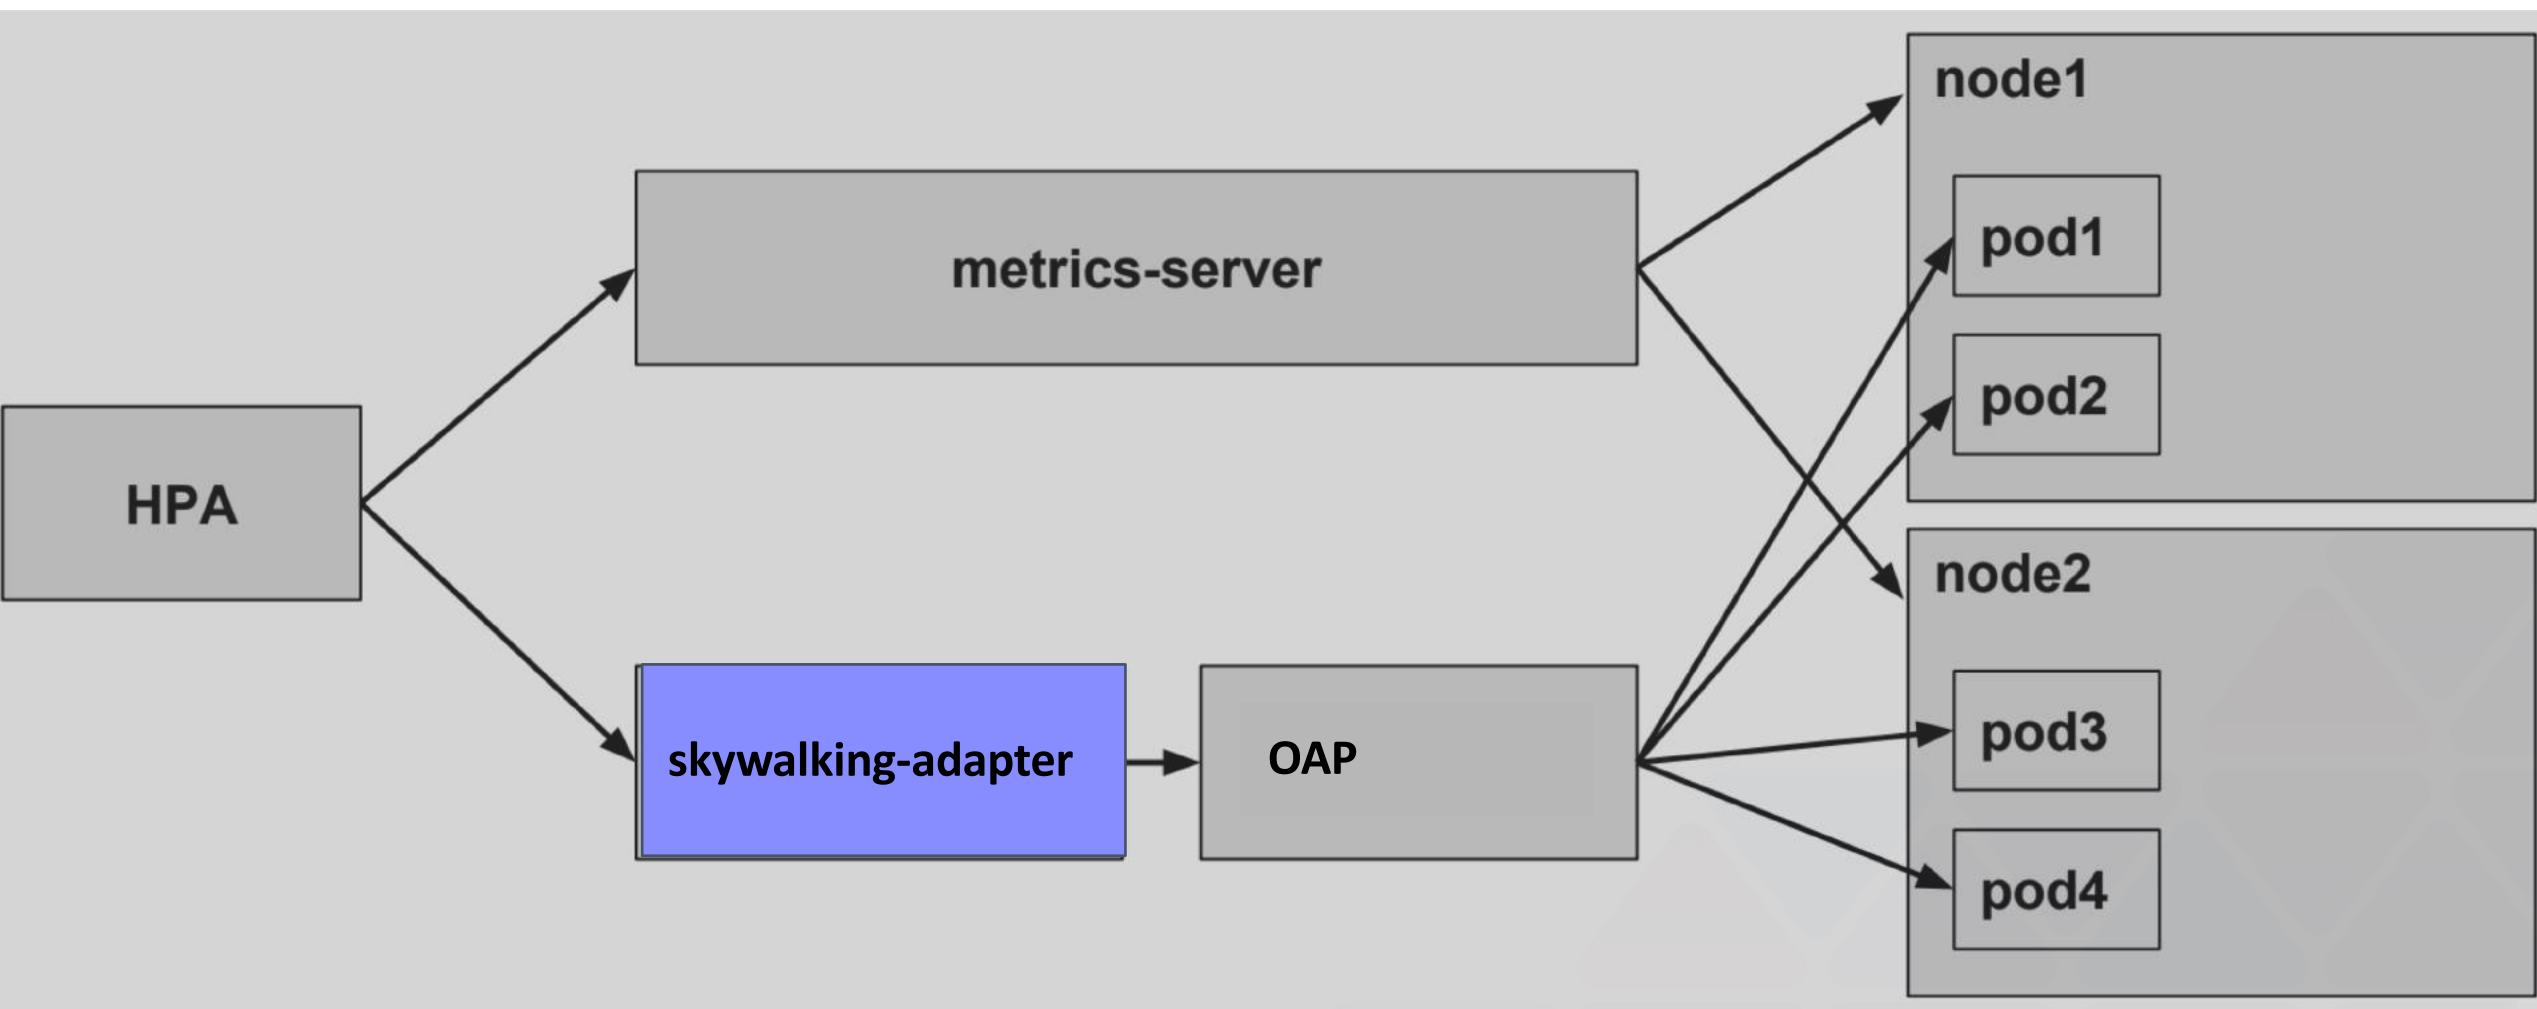 HPA
metrics-server
skywalking-adapter
OAP
node1
pod1
pod2
node2
pod3
pod4